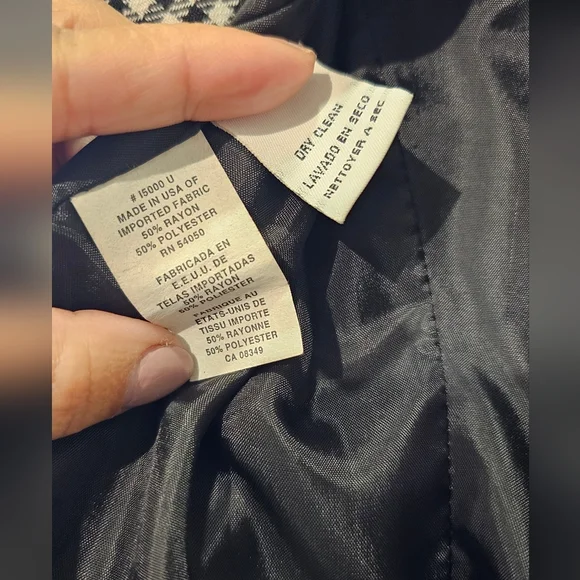 # 15000 U
MADE IN USA OF
IMPORTED FABRIC
50% RAYON
50% POLYESTER
RN 54050
FABRICADA EN
E.E.U.U. DE
TELAS IMPORTADAS
50% RAYON
50% POLIESTER
FABRIQUE AU
ETATS-UNIS DE
TISSU IMPORTE
50% RAYONNE
50% POLYESTER
CA 08349
DRY CLEAN
LAVADO EN SECO
NETTOYER A SEC